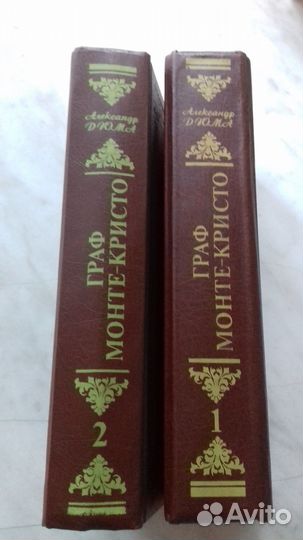 Александр
ДЮМА
ГРАФ
МОНТЕ-КРИСТО
2
Александр
ДЮМА
ГРАФ
МОНТЕ-КРИСТО
1
Avito